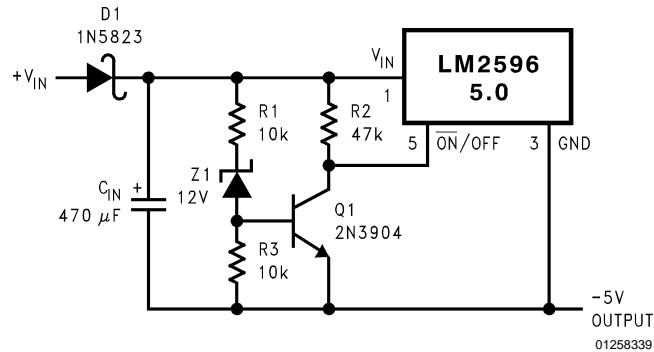 D1
1N5823
+VIN
VIN
1
LM2596
5.0
R1
10k
R2
47k
5
ON/OFF
3
GND
Z1
12V
CIN
+
470 μF
Q1
2N3904
R3
10k
–5V
OUTPUT
01258339